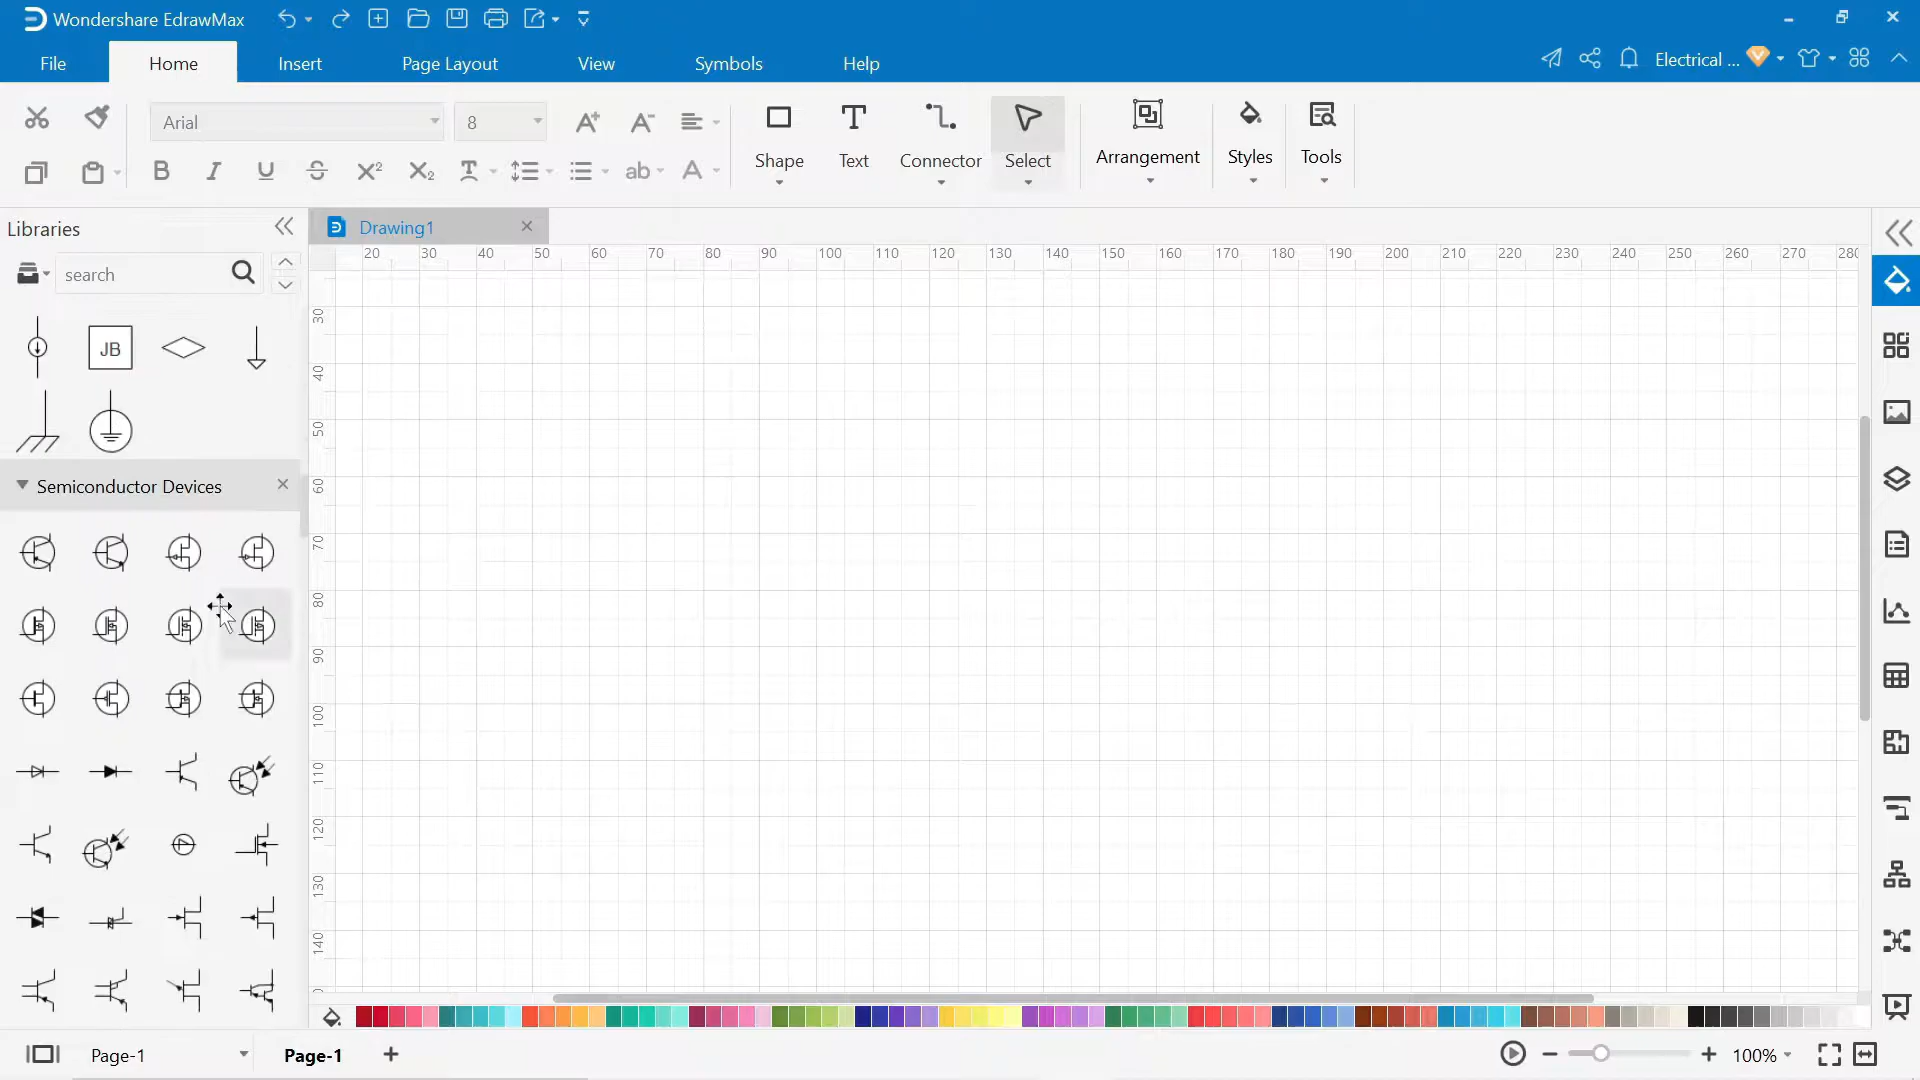 Wondershare EdrawMax
File
Home
Insert
Page Layout
View
Symbols
Help
Electrical ...
Arial
8
Shape
Text
Connector
Select
Arrangement
Styles
Tools
Libraries
Drawing1
search
20 30 40 50 60 70 80 90 100 110 120 130 140 150 160 170 180 190 200 210 220 230 240 250 260 270 280
JB
Semiconductor Devices
30
40
50
60
70
80
90
100
110
120
130
140
Page-1
Page-1
100%